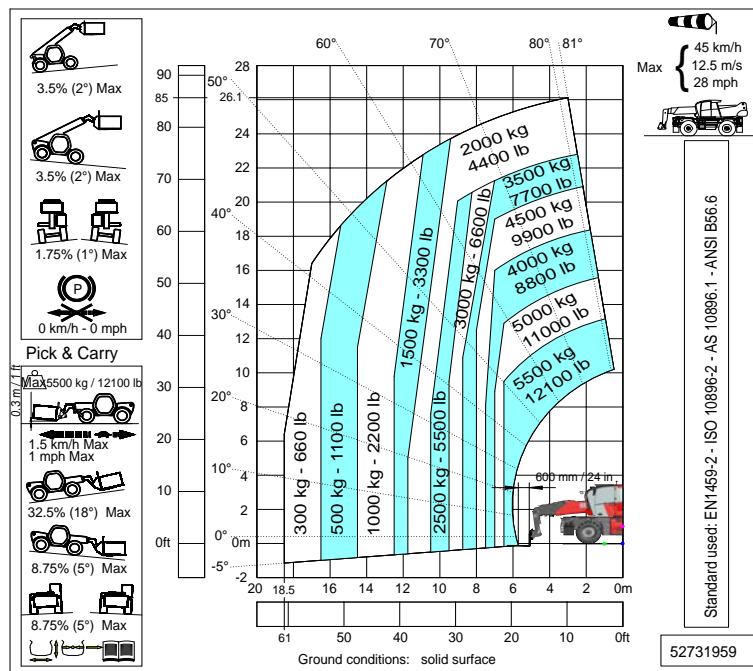 3.5% (2°) Max
3.5% (2°) Max
1.75% (1°) Max
P
0 km/h - 0 mph
Pick & Carry
Max 5500 kg / 12100 lb
0.3 m / 1 ft
1.5 km/h Max
1 mph Max
32.5% (18°) Max
8.75% (5°) Max
8.75% (5°) Max
90
85
80
70
60
50
40
30
20
10
0ft
28
26.1
24
22
20
18
16
14
12
10
8
6
4
2
0m
-2
60°
70°
80°
81°
50°
40°
30°
20°
10°
0°
-5°
2000 kg
4400 lb
3500 kg
7700 lb
4500 kg
9900 lb
4000 kg
8800 lb
5000 kg
11000 lb
5500 kg
12100 lb
300 kg - 660 lb
500 kg - 1100 lb
1000 kg - 2200 lb
1500 kg - 3300 lb
2500 kg - 5500 lb
3000 kg - 6600 lb
600 mm / 24 in
20 18.5 16 14 12 10 8 6 4 2 0m
61 50 40 30 20 10 0ft
Ground conditions: solid surface
Max { 45 km/h
12.5 m/s
28 mph
Standard used: EN1459-2 - ISO 10896-2 - AS 10896.1 - ANSI B56.6
52731959